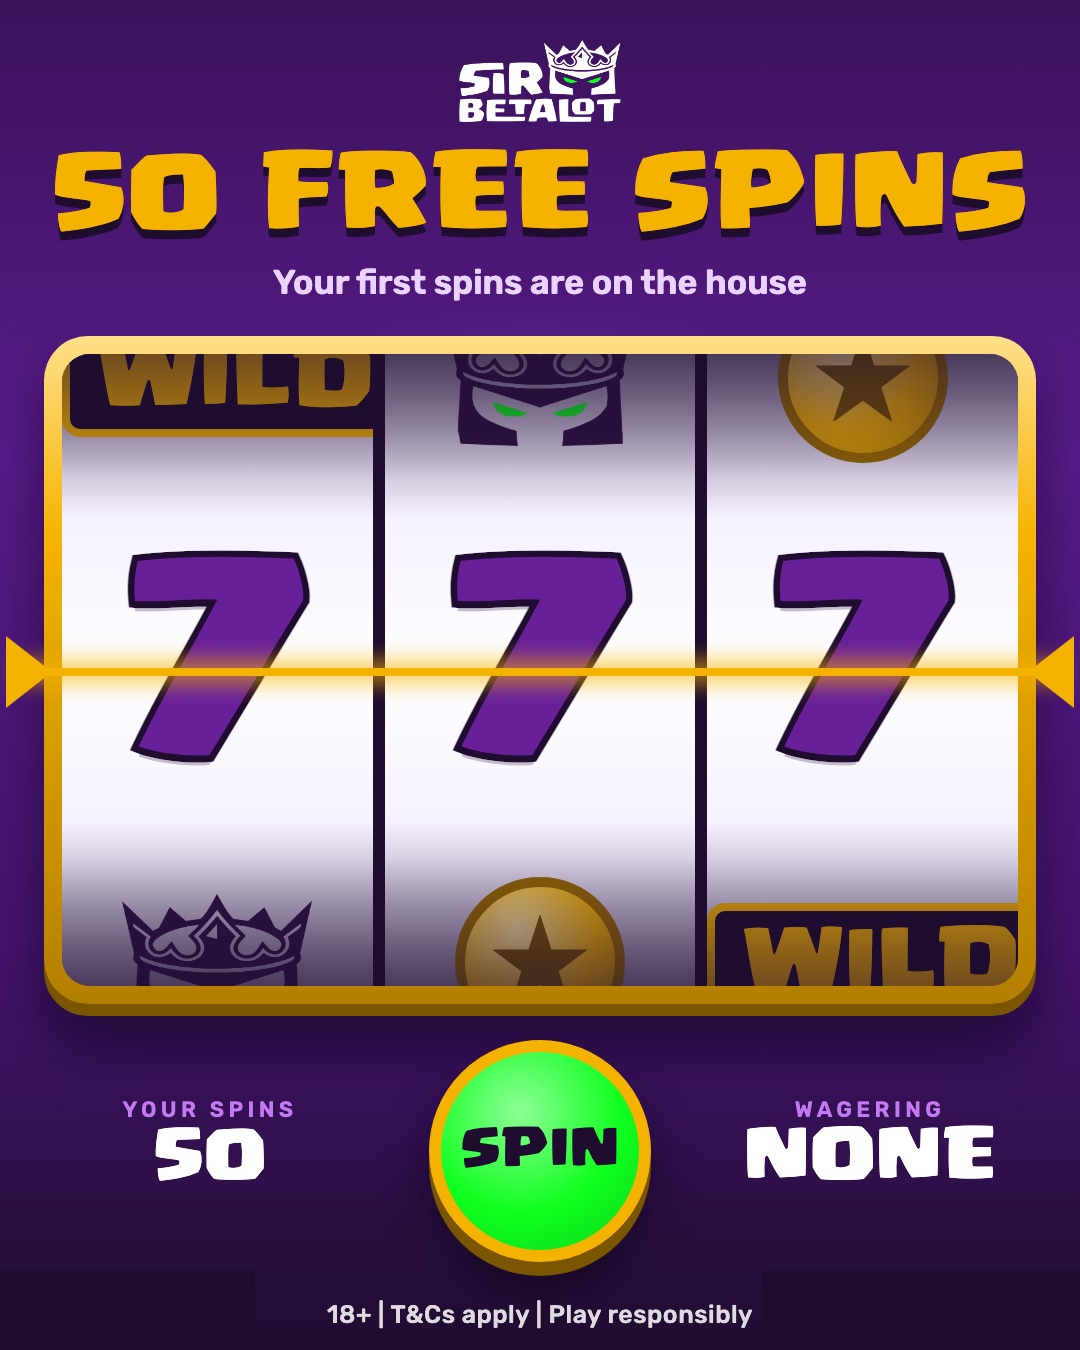 SIR
BETALOT
50 FREE SPINS
Your first spins are on the house
WILD
7 7 7
WILD
YOUR SPINS
50
SPIN
WAGERING
NONE
18+ | T&Cs apply | Play responsibly